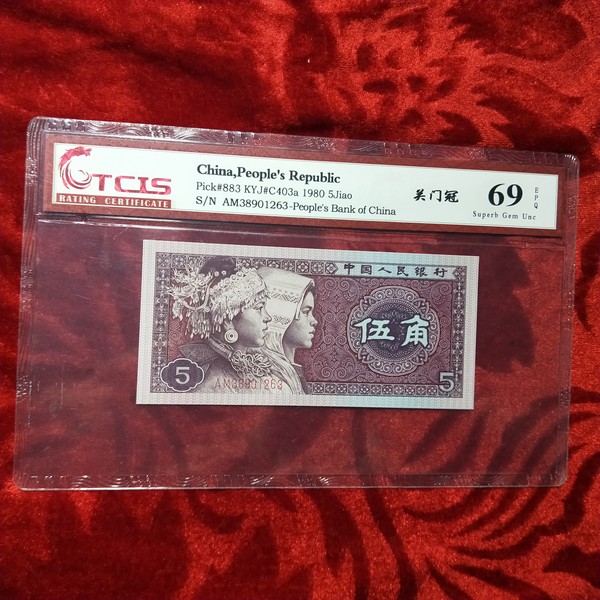 TCIS
RATING CERTIFICATE
China,People's Republic
Pick#883 KYJ#C403a 1980 5Jiao
S/N AM38901263-People's Bank of China
关门冠
69
EPQ
Superb Gem Unc
中国人民银行
伍角
5
AM38901263
5